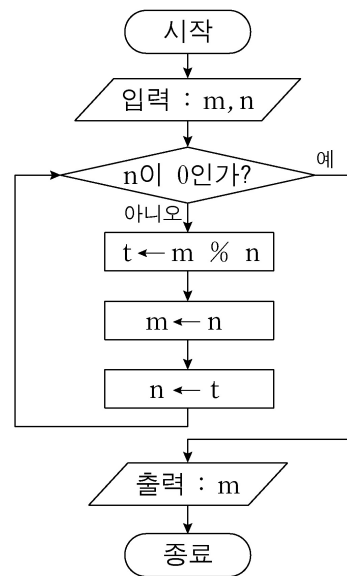 시작
입력 : m, n
n이 0인가?
예
아니오
t ← m % n
m ← n
n ← t
출력 : m
종료